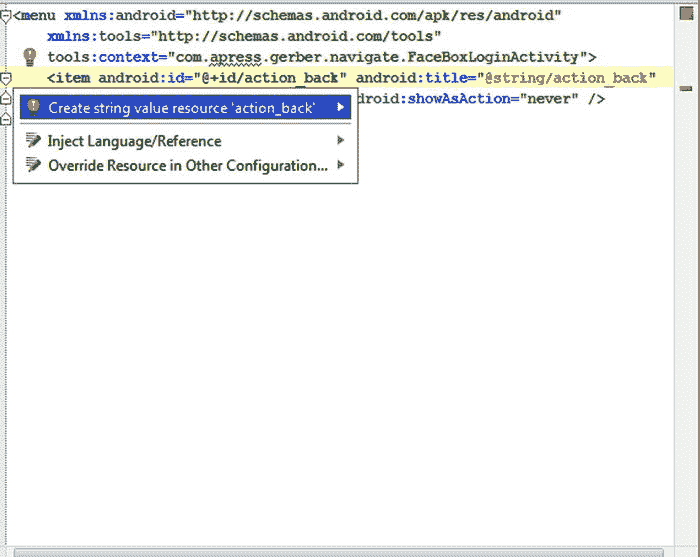 <menu xmlns:android="http://schemas.android.com/apk/res/android"
xmlns:tools="http://schemas.android.com/tools"
tools:context="com.apress.gerber.navigate.FaceBoxLoginActivity">
<item android:id="@+id/action_back" android:title="@string/action_back"
droid:showAsAction="never" />
Create string value resource 'action_back'
Inject Language/Reference
Override Resource in Other Configuration...